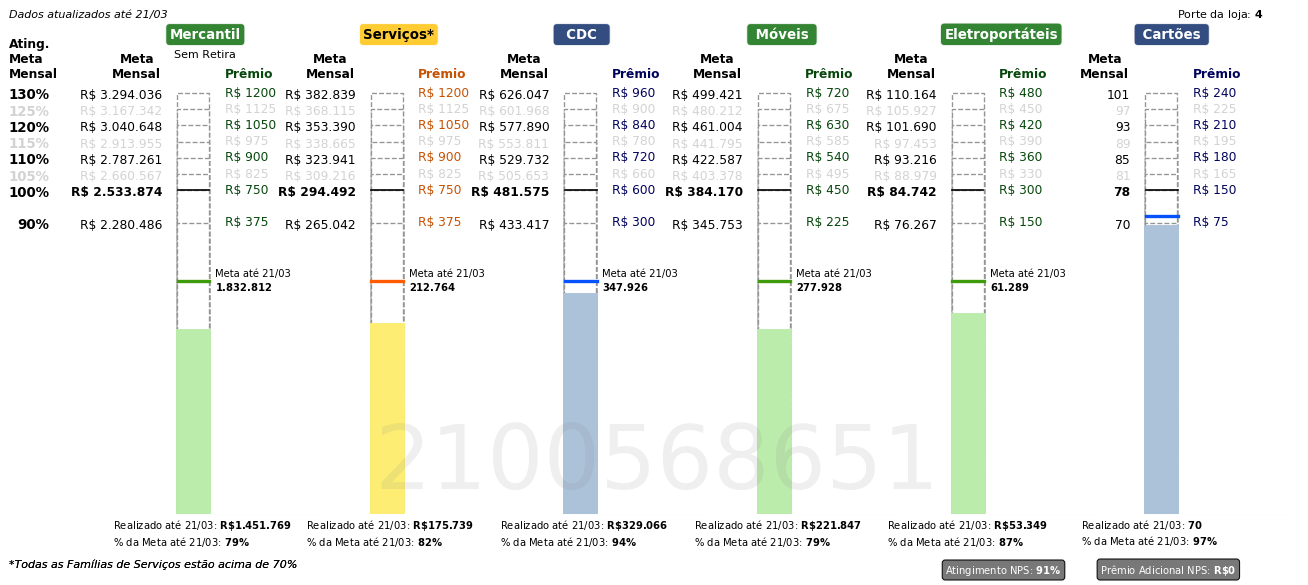 Dados atualizados até 21/03
Porte da loja: 4
Mercantil Serviços* CDC Móveis Eletroportáteis Cartões
Sem Retira
Ating. Meta Mensal
Meta Mensal Prêmio Meta Mensal Prêmio Meta Mensal Prêmio Meta Mensal Prêmio Meta Mensal Prêmio Meta Mensal Prêmio
130% R$ 3.294.036 R$ 1200 R$ 382.839 R$ 1200 R$ 626.047 R$ 960 R$ 499.421 R$ 720 R$ 110.164 R$ 480 101 R$ 240
125% R$ 3.167.342 R$ 1125 R$ 368.115 R$ 1125 R$ 601.968 R$ 900 R$ 480.212 R$ 675 R$ 105.927 R$ 450 97 R$ 225
120% R$ 3.040.648 R$ 1050 R$ 353.390 R$ 1050 R$ 577.890 R$ 840 R$ 461.004 R$ 630 R$ 101.690 R$ 420 93 R$ 210
115% R$ 2.913.955 R$ 975 R$ 338.665 R$ 975 R$ 553.811 R$ 780 R$ 441.795 R$ 585 R$ 97.453 R$ 390 89 R$ 195
110% R$ 2.787.261 R$ 900 R$ 323.941 R$ 900 R$ 529.732 R$ 720 R$ 422.587 R$ 540 R$ 93.216 R$ 360 85 R$ 180
105% R$ 2.660.567 R$ 825 R$ 309.216 R$ 825 R$ 505.653 R$ 660 R$ 403.378 R$ 495 R$ 88.979 R$ 330 81 R$ 165
100% R$ 2.533.874 R$ 750 R$ 294.492 R$ 750 R$ 481.575 R$ 600 R$ 384.170 R$ 450 R$ 84.742 R$ 300 78 R$ 150
90% R$ 2.280.486 R$ 375 R$ 265.042 R$ 375 R$ 433.417 R$ 300 R$ 345.753 R$ 225 R$ 76.267 R$ 150 70 R$ 75
Meta até 21/03 Meta até 21/03 Meta até 21/03 Meta até 21/03 Meta até 21/03
1.832.812 212.764 347.926 277.928 61.289
2100568651
Realizado até 21/03: R$1.451.769 Realizado até 21/03: R$175.739 Realizado até 21/03: R$329.066 Realizado até 21/03: R$221.847 Realizado até 21/03: R$53.349 Realizado até 21/03: 70
% da Meta até 21/03: 79% % da Meta até 21/03: 82% % da Meta até 21/03: 94% % da Meta até 21/03: 79% % da Meta até 21/03: 87% % da Meta até 21/03: 97%
*Todas as Famílias de Serviços estão acima de 70%
Atingimento NPS: 91% Prêmio Adicional NPS: R$0